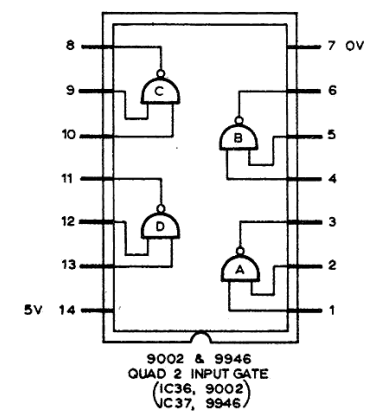 8
9
10
11
12
13
5V 14
7 0V
6
5
4
3
2
1
C
B
D
A
9002 & 9946
QUAD 2 INPUT GATE
(IC36, 9002)
(IC37, 9946)